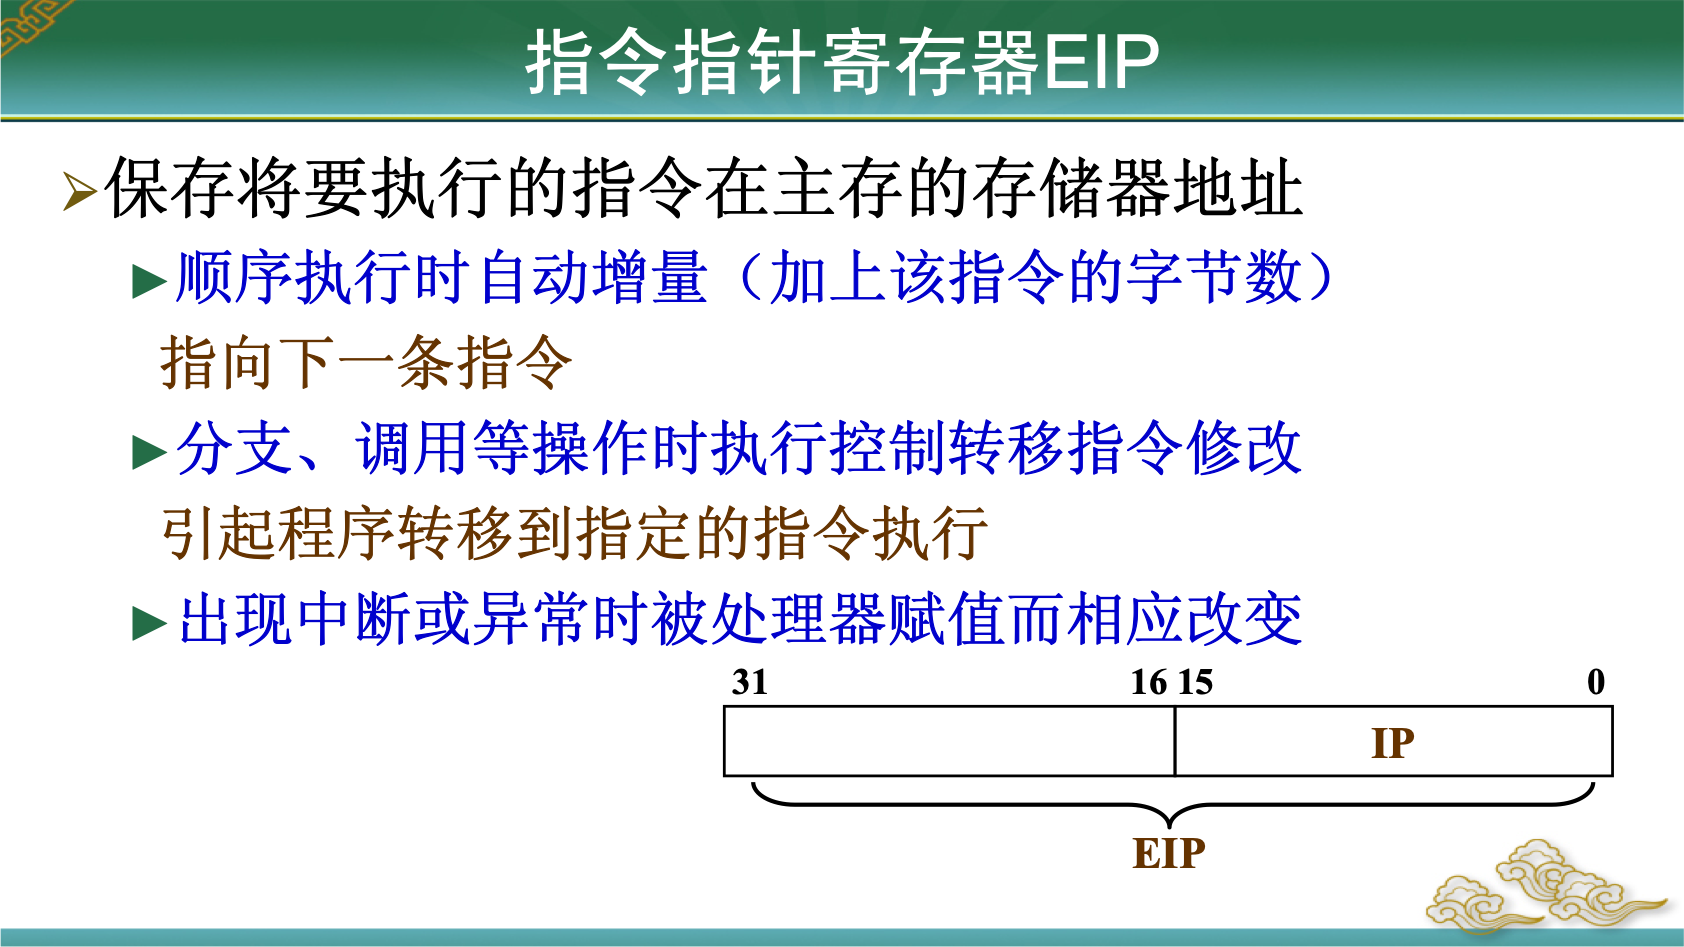 指令指针寄存器EIP
保存将要执行的指令在主存的存储器地址
顺序执行时自动增量（加上该指令的字节数）
指向下一条指令
分支、调用等操作时执行控制转移指令修改
引起程序转移到指定的指令执行
出现中断或异常时被处理器赋值而相应改变
31 16 15 0
IP
EIP